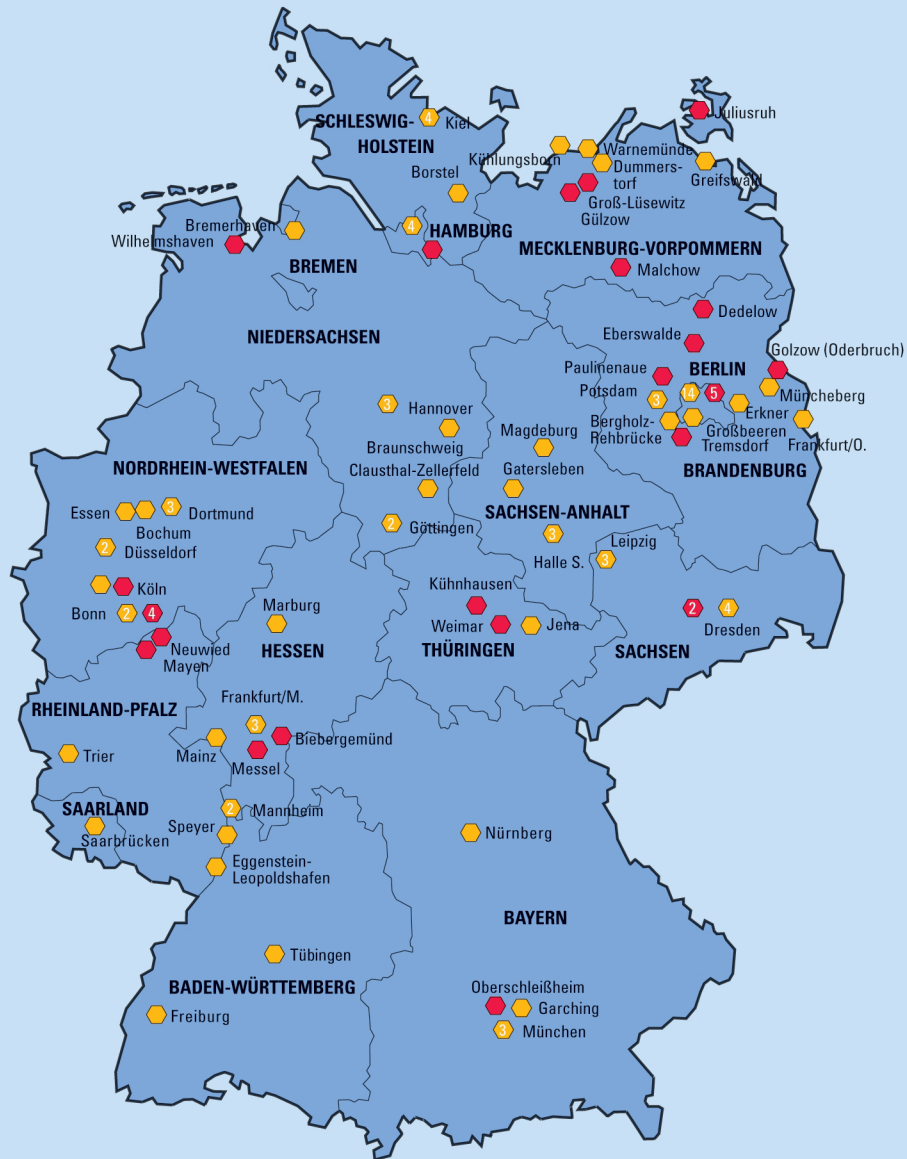 Juliusruh
4
Kiel
SCHLESWIG-
HOLSTEIN
Kühlungsborn
Warnemünde
Dummers-
torf
Greifswald
Borstel
Groß-Lüsewitz
Gülzow
4
HAMBURG
Bremerhaven
Wilhelmshaven
BREMEN
MECKLENBURG-VORPOMMERN
Malchow
Dedelow
NIEDERSACHSEN
Eberswalde
Golzow (Oderbruch)
Paulinenaue
BERLIN
Potsdam
3
14
5
Müncheberg
Erkner
Bergholz-
Rehbrücke
Großbeeren
Tremsdorf
Frankfurt/O.
BRANDENBURG
3
Hannover
Braunschweig
Magdeburg
Clausthal-Zellerfeld
Gatersleben
NORDRHEIN-WESTFALEN
SACHSEN-ANHALT
Essen
3
Dortmund
Bochum
2
Düsseldorf
2
Göttingen
3
Halle S.
Leipzig
3
Köln
Kühnhausen
Bonn
2
4
Marburg
Weimar
Jena
2
4
Dresden
Neuwied
Mayen
HESSEN
THÜRINGEN
SACHSEN
RHEINLAND-PFALZ
Frankfurt/M.
3
Biebergemünd
Mainz
Messel
Trier
SAARLAND
2
Mannheim
Saarbrücken
Speyer
Nürnberg
Eggenstein-
Leopoldshafen
BAYERN
Tübingen
BADEN-WÜRTTEMBERG
Oberschleißheim
Garching
Freiburg
3
München